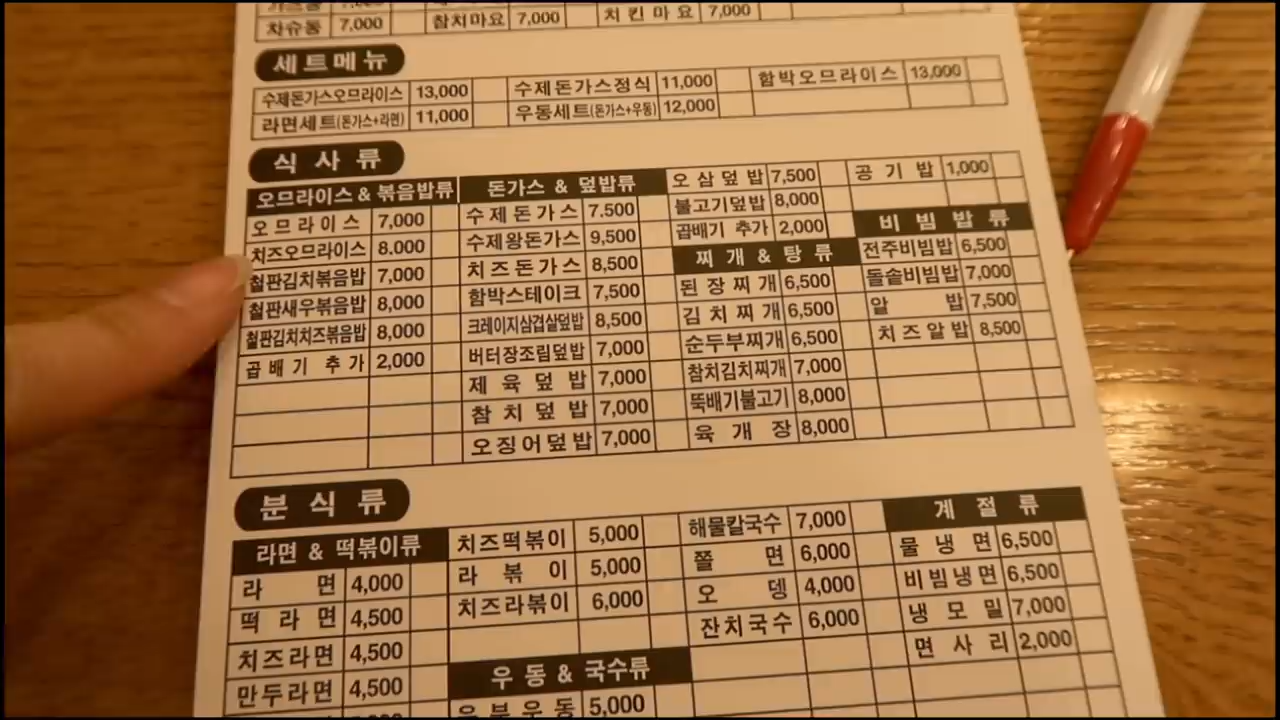 차슈동 7,000 참치마요 7,000 치킨마요 7,000
세트메뉴
수제돈가스오므라이스 13,000 수제돈가스정식 11,000 함박오므라이스 13,000
라면세트(돈가스+라면) 11,000 우동세트(돈가스+우동) 12,000
식사류
오므라이스 & 볶음밥류
오므라이스 7,000
치즈오므라이스 8.000
철판김치볶음밥 7,000
철판새우볶음밥 8,000
철판김치치즈볶음밥 8,000
곱배기 추가 2,000
돈가스 & 덮밥류
수제돈가스 7.500
수제왕돈가스 9,500
치즈돈가스 8,500
함박스테이크 7,500
크레이지삼겹살덮밥 8,500
버터장조림덮밥 7,000
제육덮밥 7,000
참치덮밥 7,000
오징어덮밥 7,000
오삼덮밥 7,500
불고기덮밥 8,000
곱배기 추가 2,000
찌개 & 탕류
된장찌개 6,500
김치찌개 6,500
순두부찌개 6,500
참치김치찌개 7,000
뚝배기불고기 8,000
육개장 8,000
공기밥 1,000
비빔밥류
전주비빔밥 6,500
돌솥비빔밥 7,000
알밥 7,500
치즈알밥 8,500
분식류
라면 & 떡볶이류
라면 4,000
떡라면 4,500
치즈라면 4,500
만두라면 4,500
치즈떡볶이 5,000
라볶이 5,000
치즈라볶이 6,000
우동 & 국수류
유부우동 5,000
해물칼국수 7,000
쫄면 6,000
오뎅 4,000
잔치국수 6,000
계절류
물냉면 6,500
비빔냉면 6,500
냉모밀 7,000
면사리 2,000